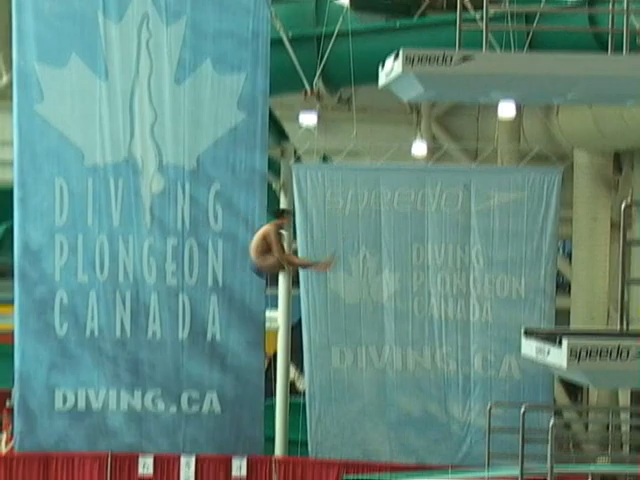 DIVING
PLONGEON
CANADA
DIVING.CA
speedo
speedo
DIVING
PLONGEON
CANADA
DIVING.CA
speedo